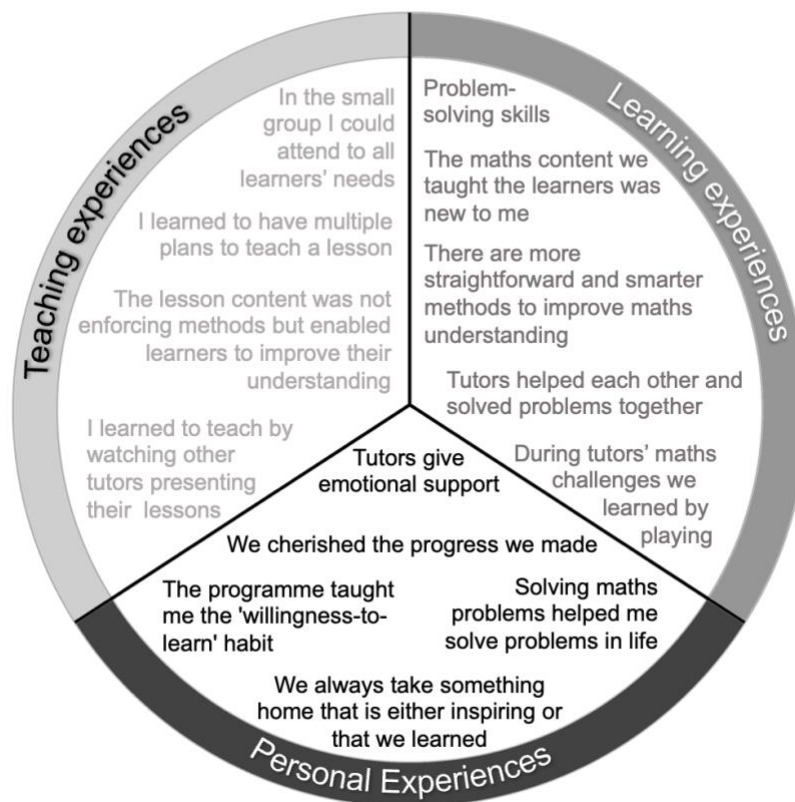 Teaching experiences
In the small
group I could
attend to all
learners' needs
I learned to have multiple
plans to teach a lesson
The lesson content was not
enforcing methods but enabled
learners to improve their
understanding
I learned to teach by
watching other
tutors presenting
their lessons
Learning experiences
Problem-
solving skills
The maths content we
taught the learners was
new to me
There are more
straightforward and smarter
methods to improve maths
understanding
Tutors helped each other and
solved problems together
During tutors’ maths
challenges we
learned by
playing
Tutors give
emotional support
We cherished the progress we made
The programme taught
me the 'willingness-to-
learn' habit
Solving maths
problems helped me
solve problems in life
We always take something
home that is either inspiring or
that we learned
Personal Experiences